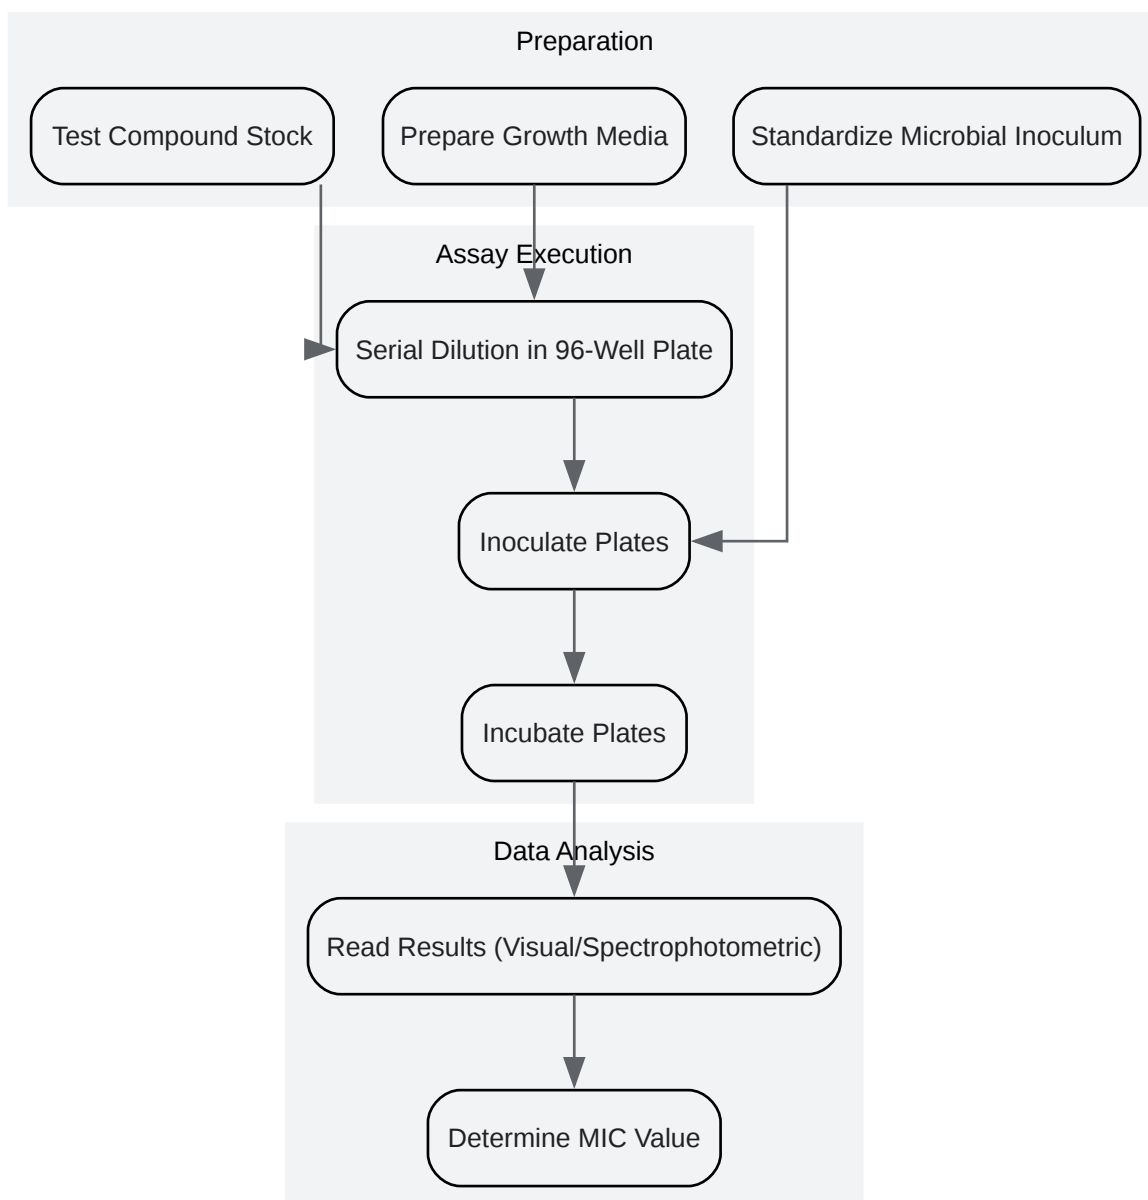 Preparation
Test Compound Stock
Prepare Growth Media
Standardize Microbial Inoculum
Assay Execution
Serial Dilution in 96-Well Plate
Inoculate Plates
Incubate Plates
Data Analysis
Read Results (Visual/Spectrophotometric)
Determine MIC Value